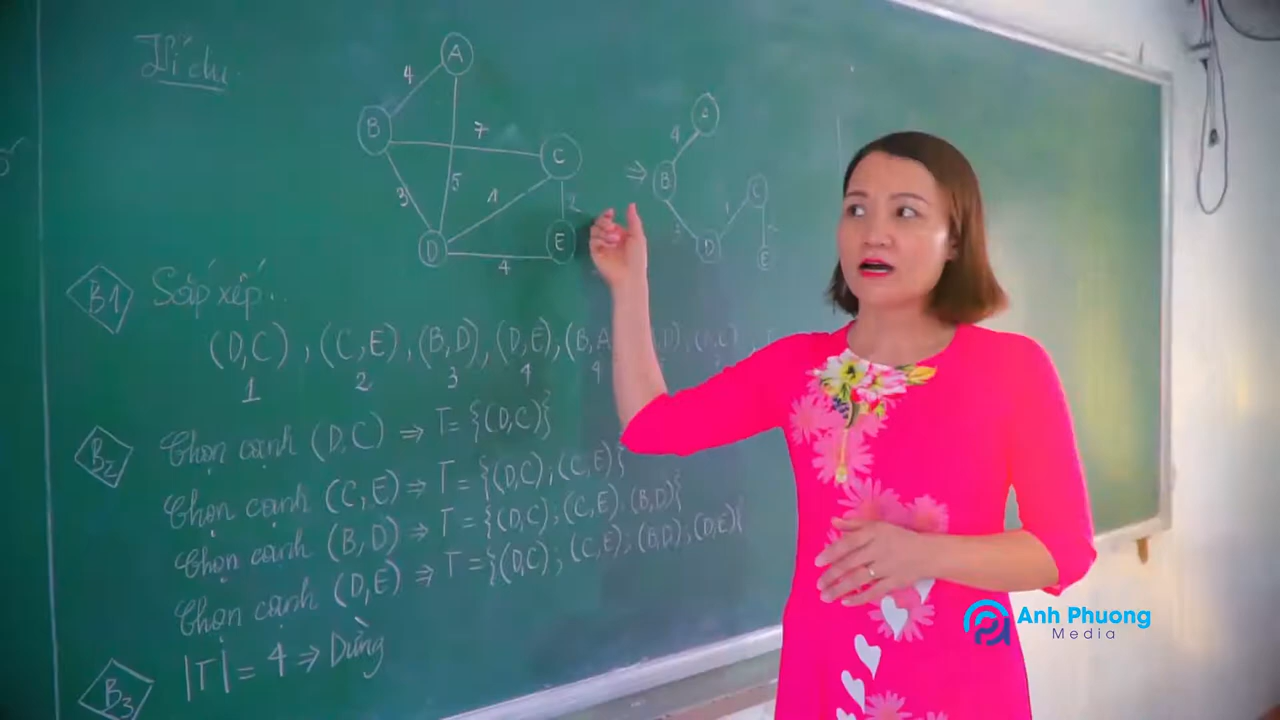 Ví dụ
A
4
B
7
C
3
5
1
2
D
E
4
⇒
A
4
B
C
3
1
D
E
B1
Sắp xếp...
(D,C), (C,E), (B,D), (D,E), (B,A
1 2 3 4 4
B2
Chọn cạnh (D,C) ⇒ T = {(D,C)}
Chọn cạnh (C,E) ⇒ T = {(D,C); (C,E)}
Chọn cạnh (B,D) ⇒ T = {(D,C); (C,E); (B,D)}
Chọn cạnh (D,E) ⇒ T = {(D,C); (C,E); (B,D); (D,E)}
B3
|T| = 4 ⇒ Dừng
Anh Phuong
Media